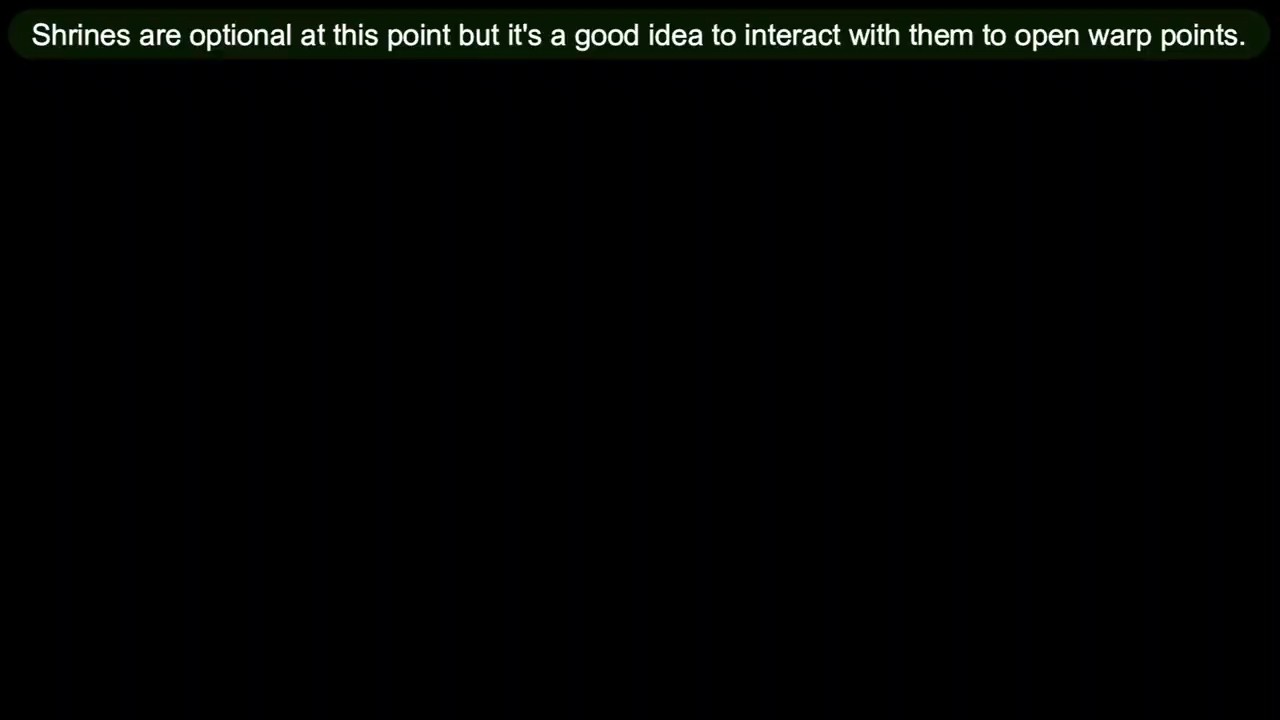 Shrines are optional at this point but it's a good idea to interact with them to open warp points.